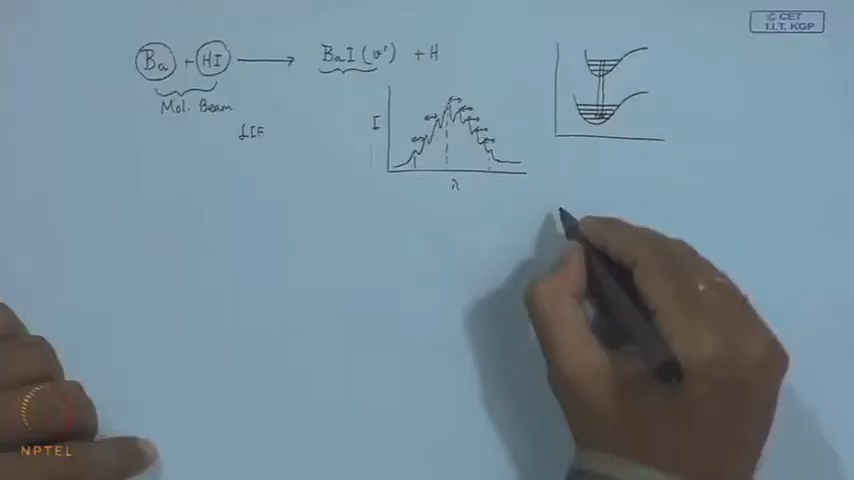 © CET
I.I.T. KGP
Ba + HI ⟶ BaI (v') + H
Mol. Beam
LIF
I
λ
NPTEL